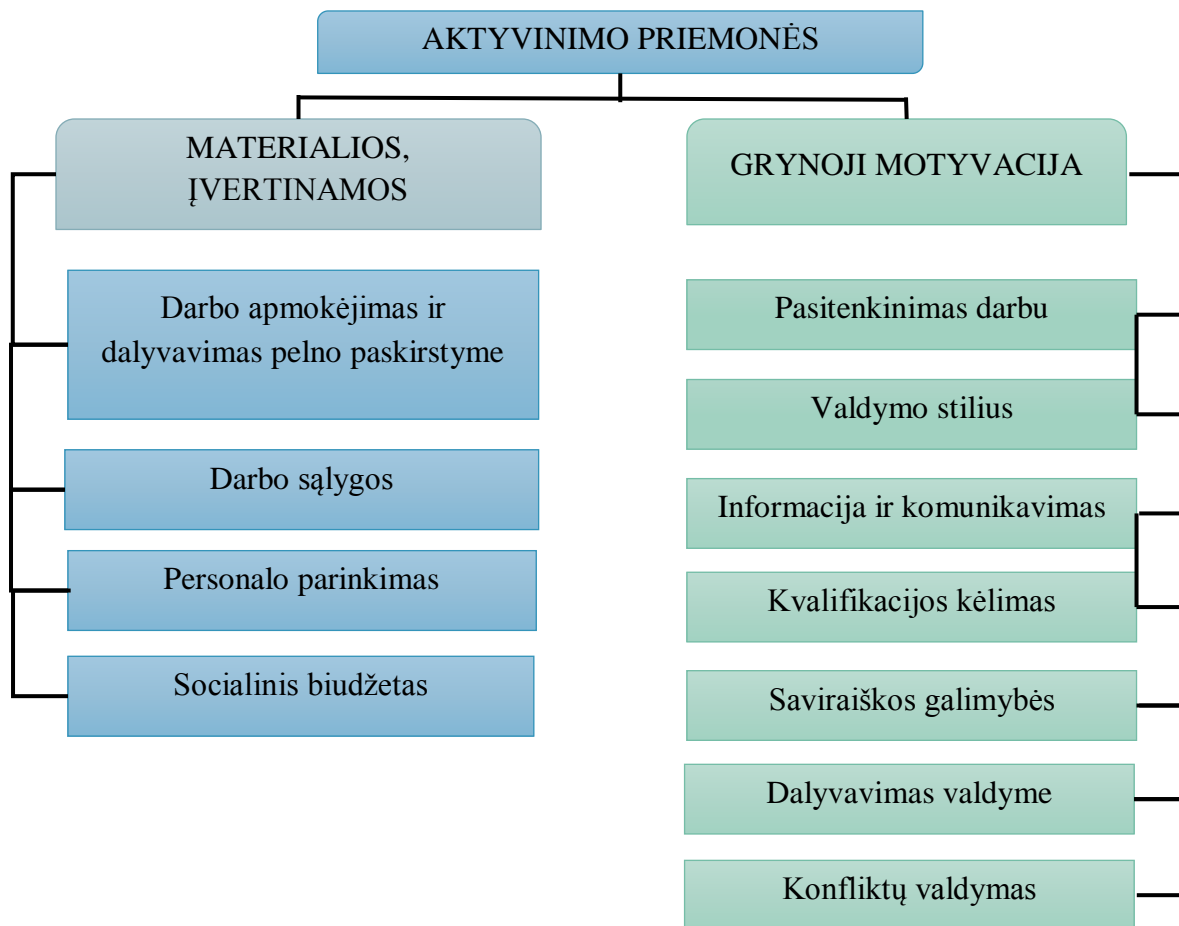 AKTYVINIMO PRIEMONĖS
MATERIALIOS,
ĮVERTINAMOS
Darbo apmokėjimas ir
dalyvavimas pelno paskirstyme
Darbo sąlygos
Personalo parinkimas
Socialinis biudžetas
GRYNOJI MOTYVACIJA
Pasitenkinimas darbu
Valdymo stilius
Informacija ir komunikavimas
Kvalifikacijos kėlimas
Saviraiškos galimybės
Dalyvavimas valdyme
Konfliktų valdymas